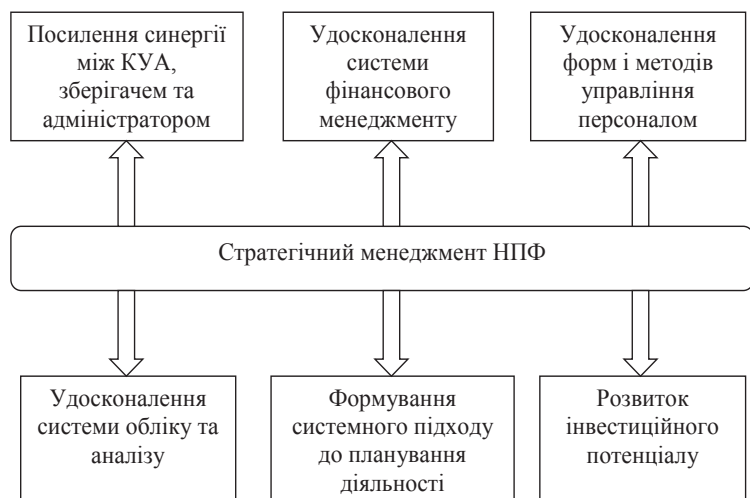 Посилення синергії
між КУА,
зберігачем та
адміністратором
Удосконалення
системи
фінансового
менеджменту
Удосконалення
форм і методів
управління
персоналом
Стратегічний менеджмент НПФ
Удосконалення
системи обліку та
аналізу
Формування
системного підходу
до планування
діяльності
Розвиток
інвестиційного
потенціалу